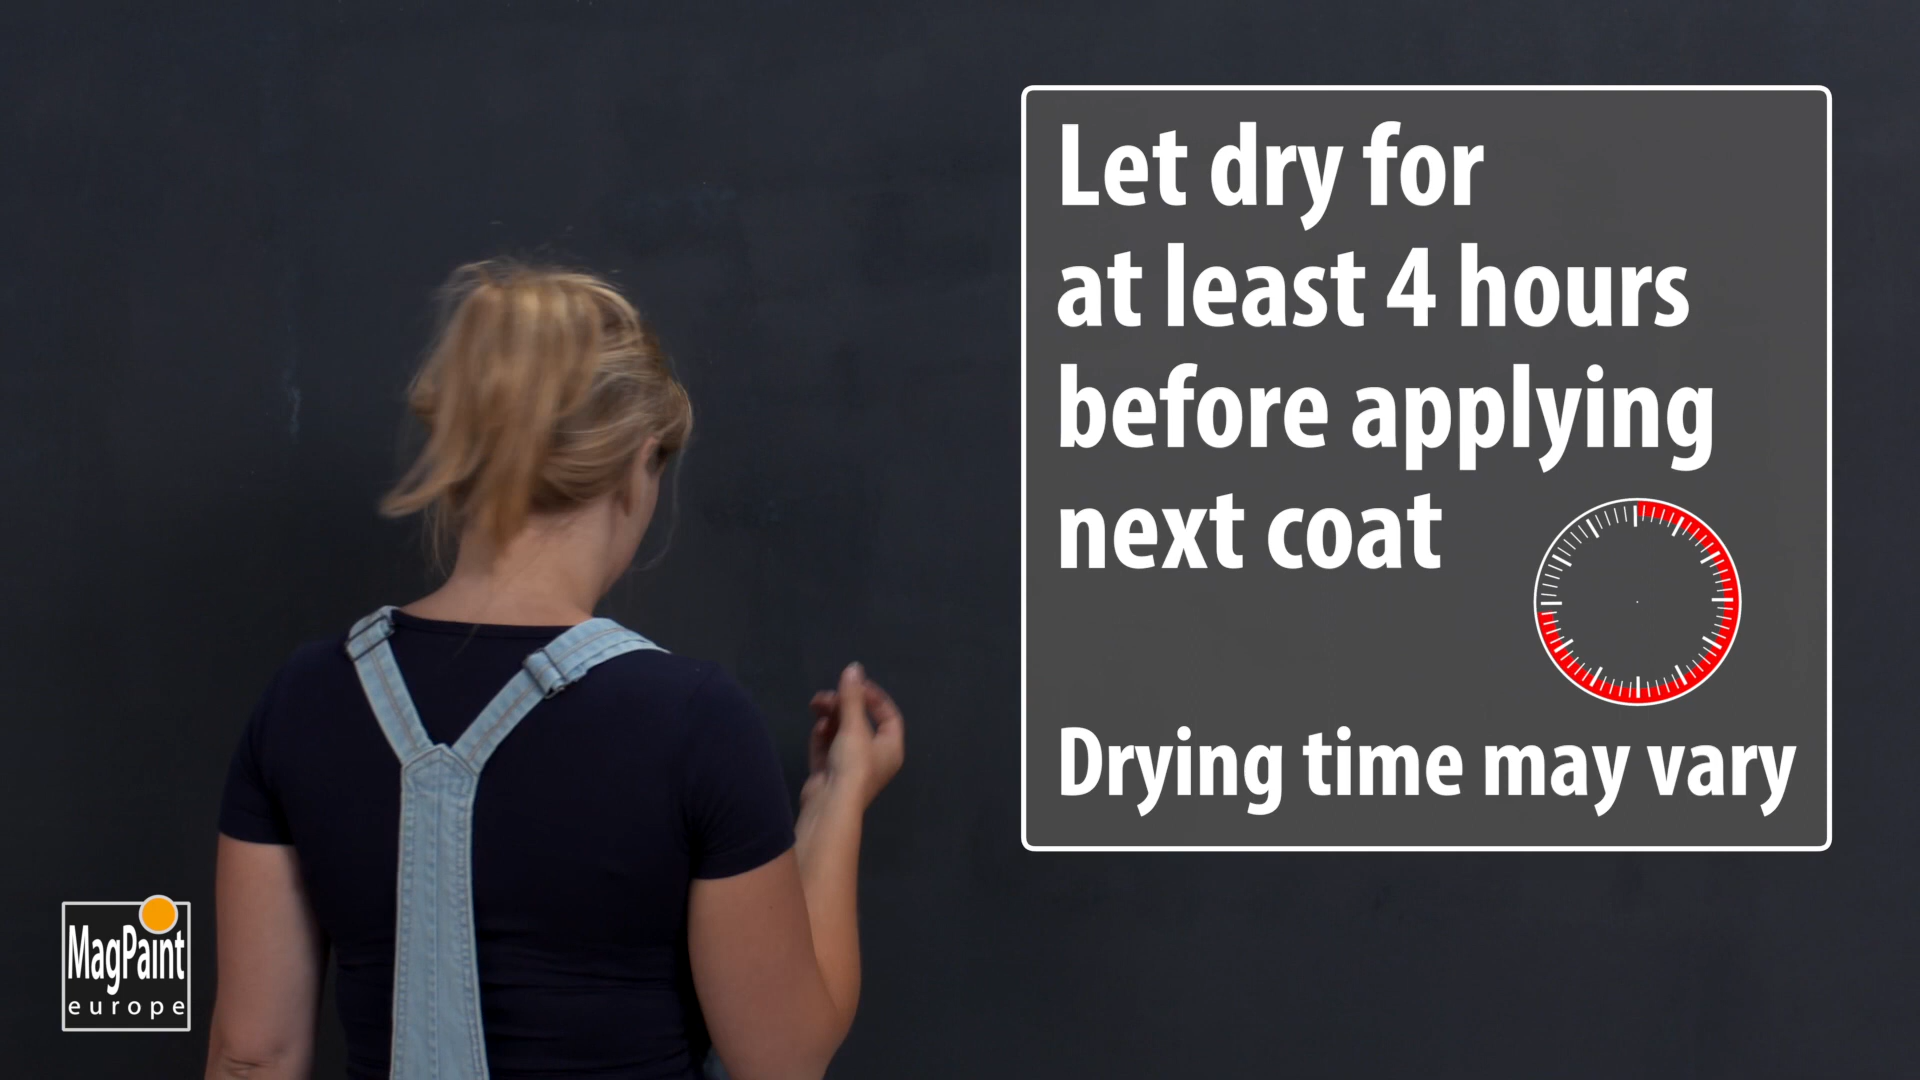 Let dry for
at least 4 hours
before applying
next coat
Drying time may vary
MagPaint
europe